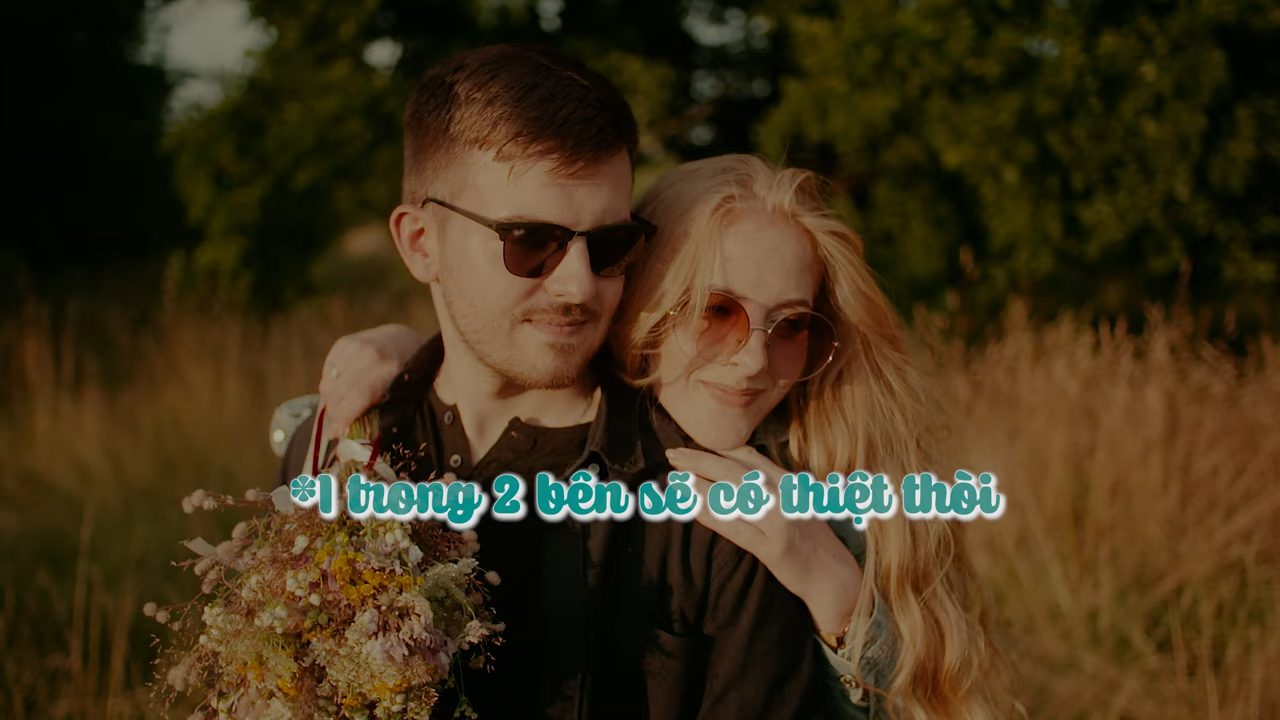 *1 trong 2 bên sẽ có thiệt thòi